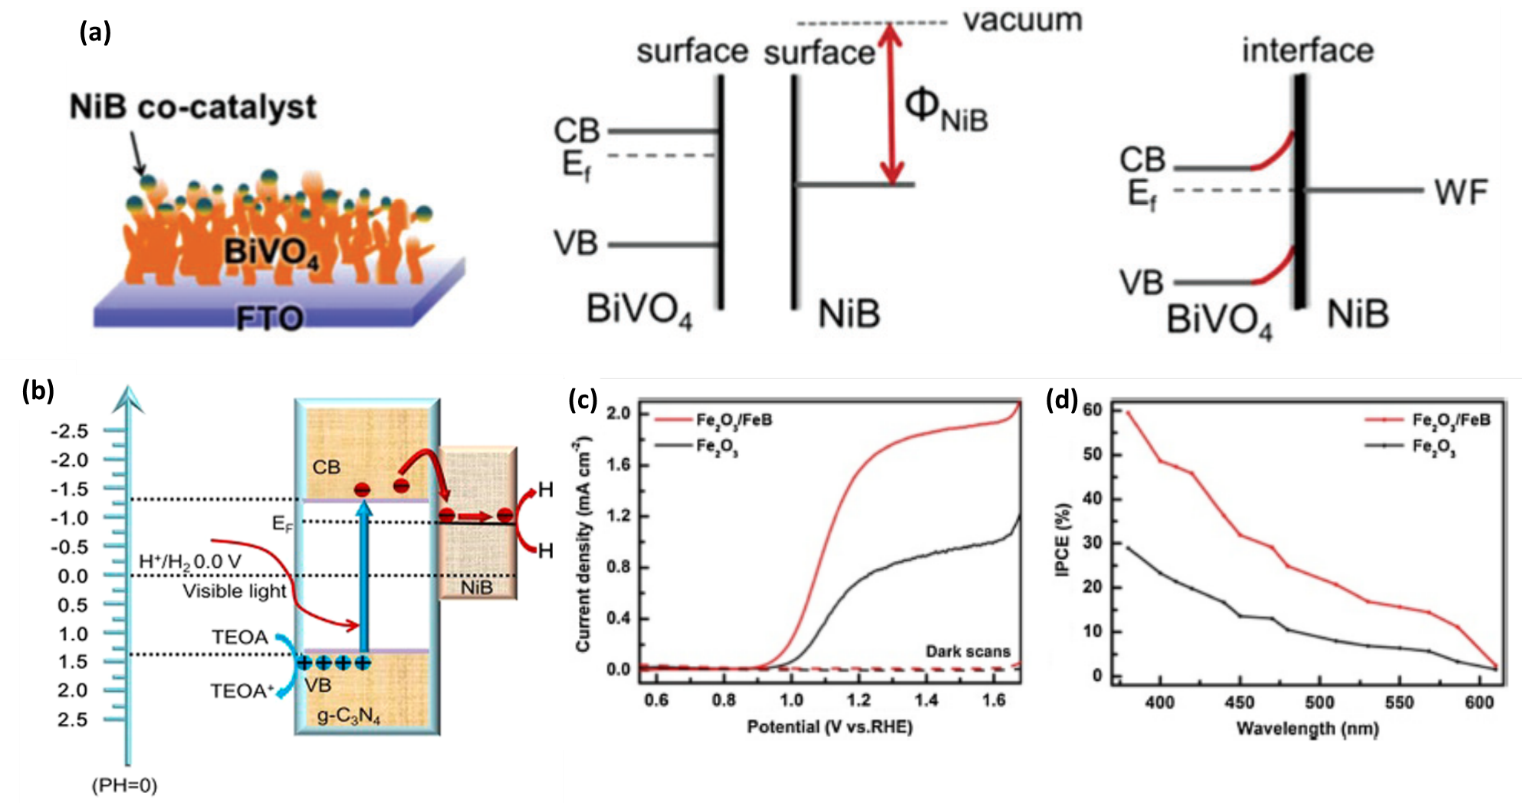 (a)
NiB co-catalyst
BiVO₄
FTO
surface
surface
vacuum
CB
E_f
VB
Φ_NiB
BiVO₄
NiB
interface
CB
E_f
WF
VB
BiVO₄
NiB
(b)
-2.5
-2.0
-1.5
-1.0
-0.5
0.0
0.5
1.0
1.5
2.0
2.5
(PH=0)
CB
E_F
H⁺/H₂ 0.0 V
Visible light
TEOA
TEOA⁺
VB
g-C₃N₄
NiB
H
H
(c)
Fe₂O₃/FeB
Fe₂O₃
2.0
1.6
1.2
0.8
0.4
0.0
Current density (mA cm⁻²)
Dark scans
0.6 0.8 1.0 1.2 1.4 1.6
Potential (V vs.RHE)
(d)
Fe₂O₃/FeB
Fe₂O₃
60
50
40
30
20
10
0
IPCE (%)
400 450 500 550 600
Wavelength (nm)